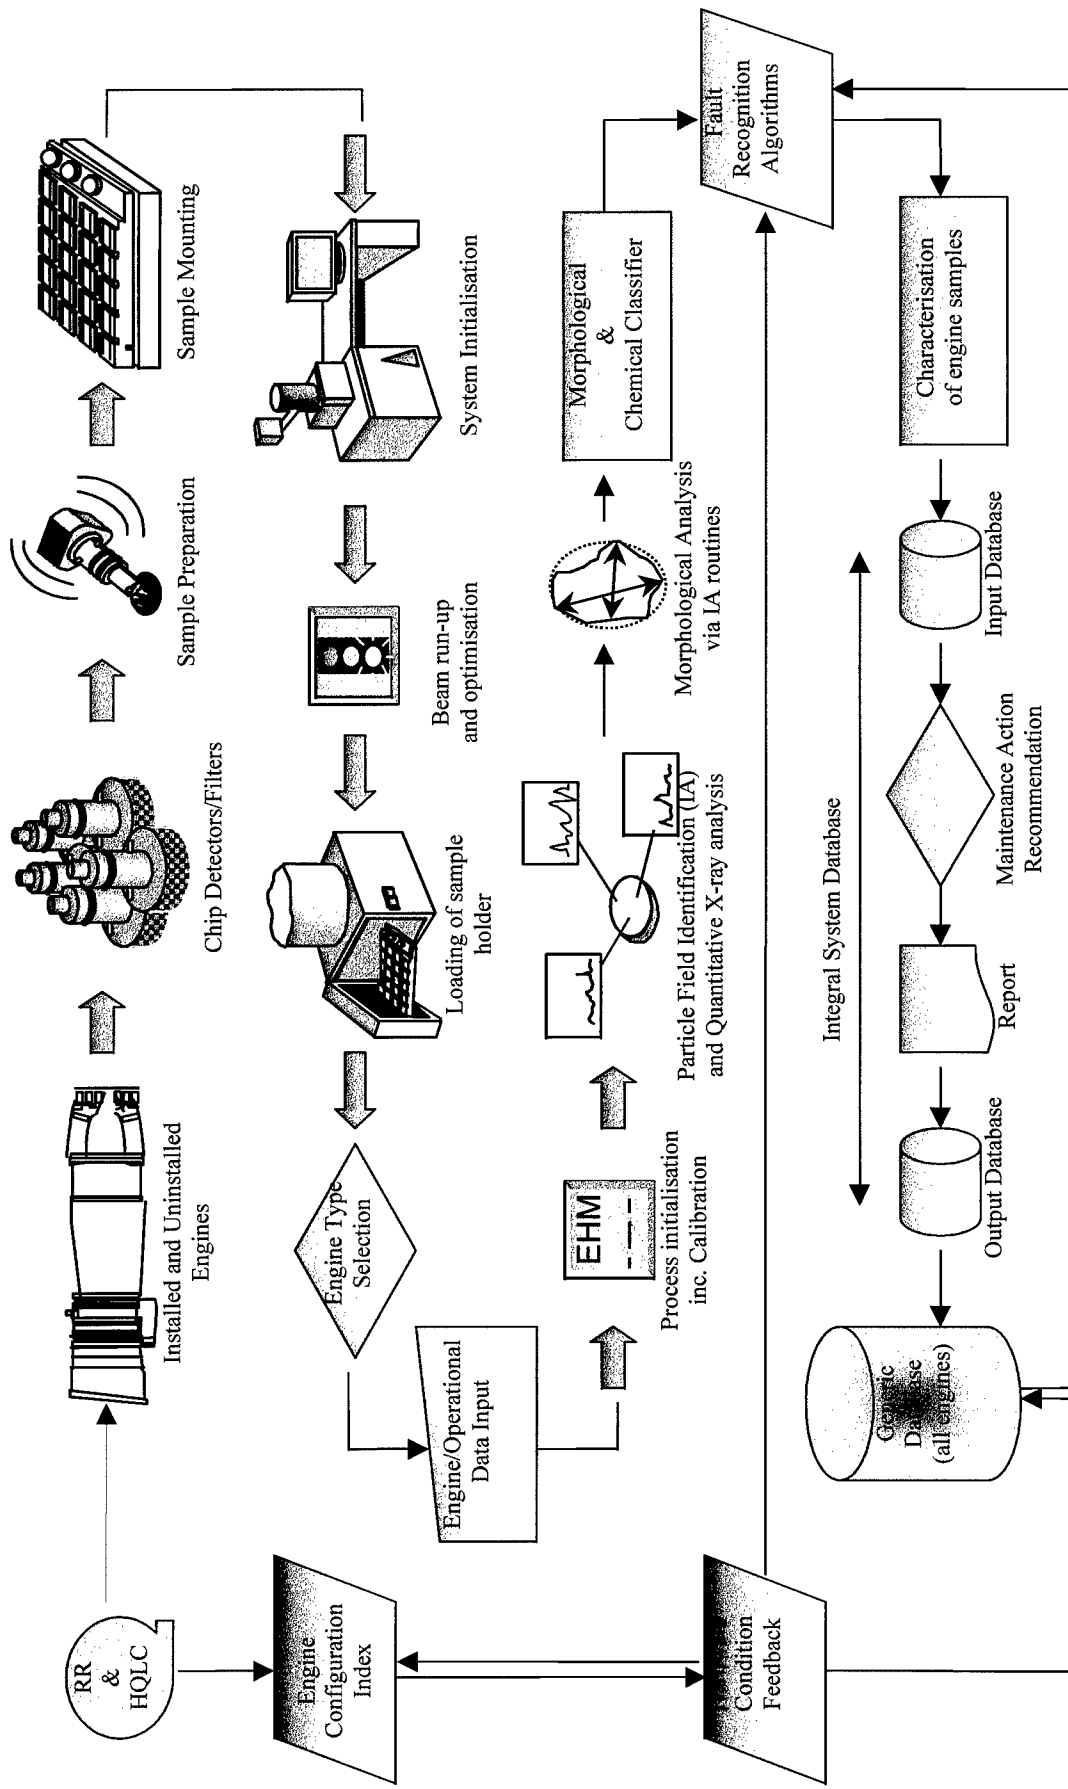 RR
&
HQLC
Installed and Uninstalled
Engines
Chip Detectors/Filters
Sample Preparation
Sample Mounting
Engine
Configuration
Index
Engine Type
Selection
Loading of sample
holder
Beam run-up
and optimisation
System Initialisation
Engine/Operational
Data Input
EHM
Process initialisation
inc. Calibration
Particle Field Identification (IA)
and Quantitative X-ray analysis
Morphological Analysis
via IA routines
Morphological
&
Chemical Classifier
Fault
Recognition
Algorithms
Condition
Feedback
Integral System Database
Generic
Database
(all engines)
Output Database
Report
Maintenance Action
Recommendation
Input Database
Characterisation
of engine samples